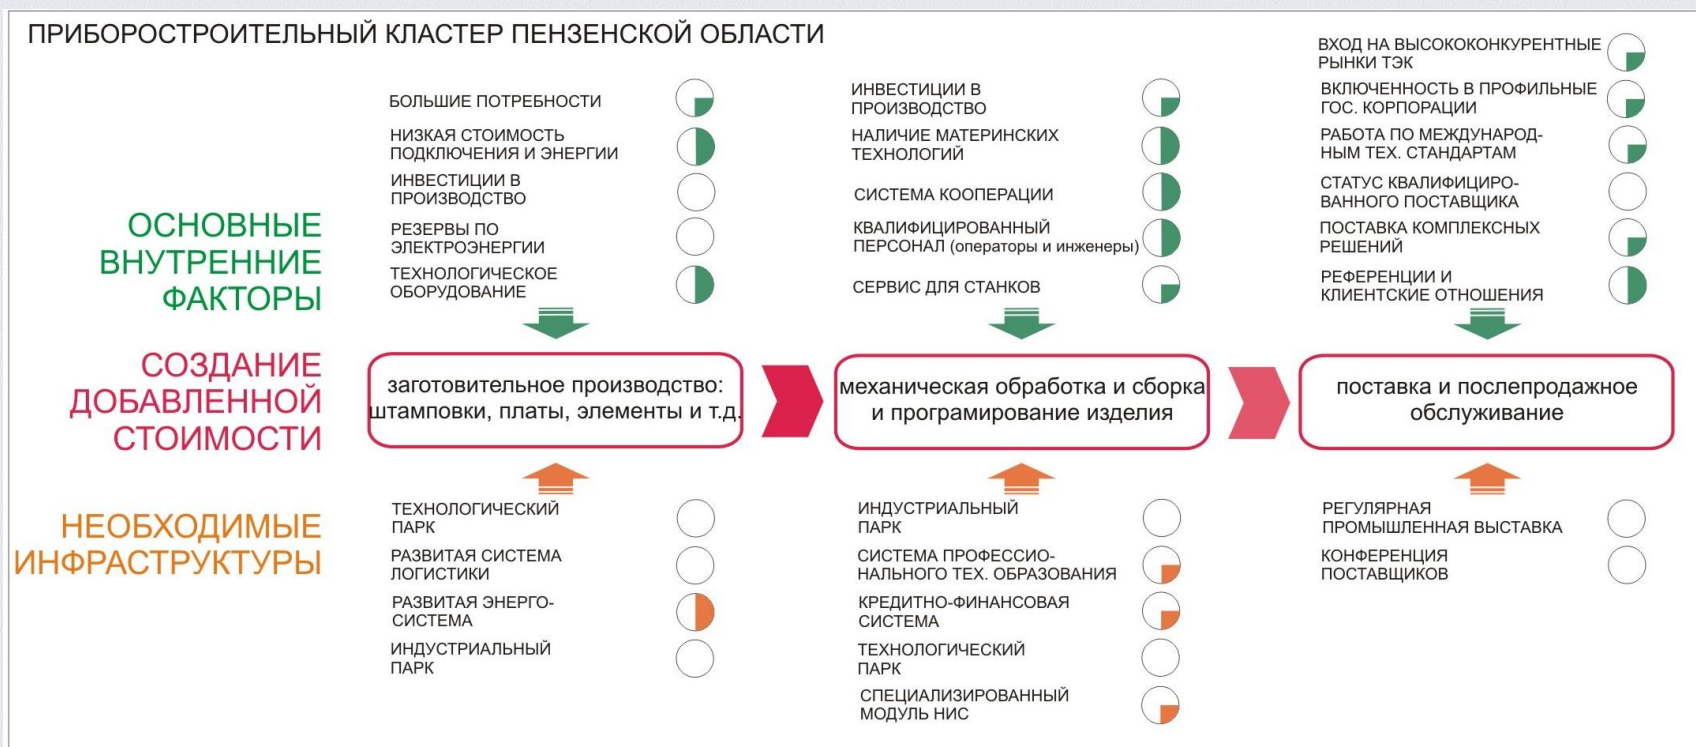 ПРИБОРОСТРОИТЕЛЬНЫЙ КЛАСТЕР ПЕНЗЕНСКОЙ ОБЛАСТИ
ОСНОВНЫЕ
ВНУТРЕННИЕ
ФАКТОРЫ
БОЛЬШИЕ ПОТРЕБНОСТИ
НИЗКАЯ СТОИМОСТЬ
ПОДКЛЮЧЕНИЯ И ЭНЕРГИИ
ИНВЕСТИЦИИ В
ПРОИЗВОДСТВО
РЕЗЕРВЫ ПО
ЭЛЕКТРОЭНЕРГИИ
ТЕХНОЛОГИЧЕСКОЕ
ОБОРУДОВАНИЕ
ИНВЕСТИЦИИ В
ПРОИЗВОДСТВО
НАЛИЧИЕ МАТЕРИНСКИХ
ТЕХНОЛОГИЙ
СИСТЕМА КООПЕРАЦИИ
КВАЛИФИЦИРОВАННЫЙ
ПЕРСОНАЛ (операторы и инженеры)
СЕРВИС ДЛЯ СТАНКОВ
ВХОД НА ВЫСОКОКОНКУРЕНТНЫЕ
РЫНКИ ТЭК
ВКЛЮЧЕННОСТЬ В ПРОФИЛЬНЫЕ
ГОС. КОРПОРАЦИИ
РАБОТА ПО МЕЖДУНАРОД-
НЫМ ТЕХ. СТАНДАРТАМ
СТАТУС КВАЛИФИЦИРО-
ВАННОГО ПОСТАВЩИКА
ПОСТАВКА КОМПЛЕКСНЫХ
РЕШЕНИЙ
РЕФЕРЕНЦИИ И
КЛИЕНТСКИЕ ОТНОШЕНИЯ
СОЗДАНИЕ
ДОБАВЛЕННОЙ
СТОИМОСТИ
заготовительное производство:
штамповки, платы, элементы и т.д.
механическая обработка и сборка
и програмирование изделия
поставка и послепродажное
обслуживание
НЕОБХОДИМЫЕ
ИНФРАСТРУКТУРЫ
ТЕХНОЛОГИЧЕСКИЙ
ПАРК
РАЗВИТАЯ СИСТЕМА
ЛОГИСТИКИ
РАЗВИТАЯ ЭНЕРГО-
СИСТЕМА
ИНДУСТРИАЛЬНЫЙ
ПАРК
ИНДУСТРИАЛЬНЫЙ
ПАРК
СИСТЕМА ПРОФЕССИО-
НАЛЬНОГО ТЕХ. ОБРАЗОВАНИЯ
КРЕДИТНО-ФИНАНСОВАЯ
СИСТЕМА
ТЕХНОЛОГИЧЕСКИЙ
ПАРК
СПЕЦИАЛИЗИРОВАННЫЙ
МОДУЛЬ НИС
РЕГУЛЯРНАЯ
ПРОМЫШЛЕННАЯ ВЫСТАВКА
КОНФЕРЕНЦИЯ
ПОСТАВЩИКОВ